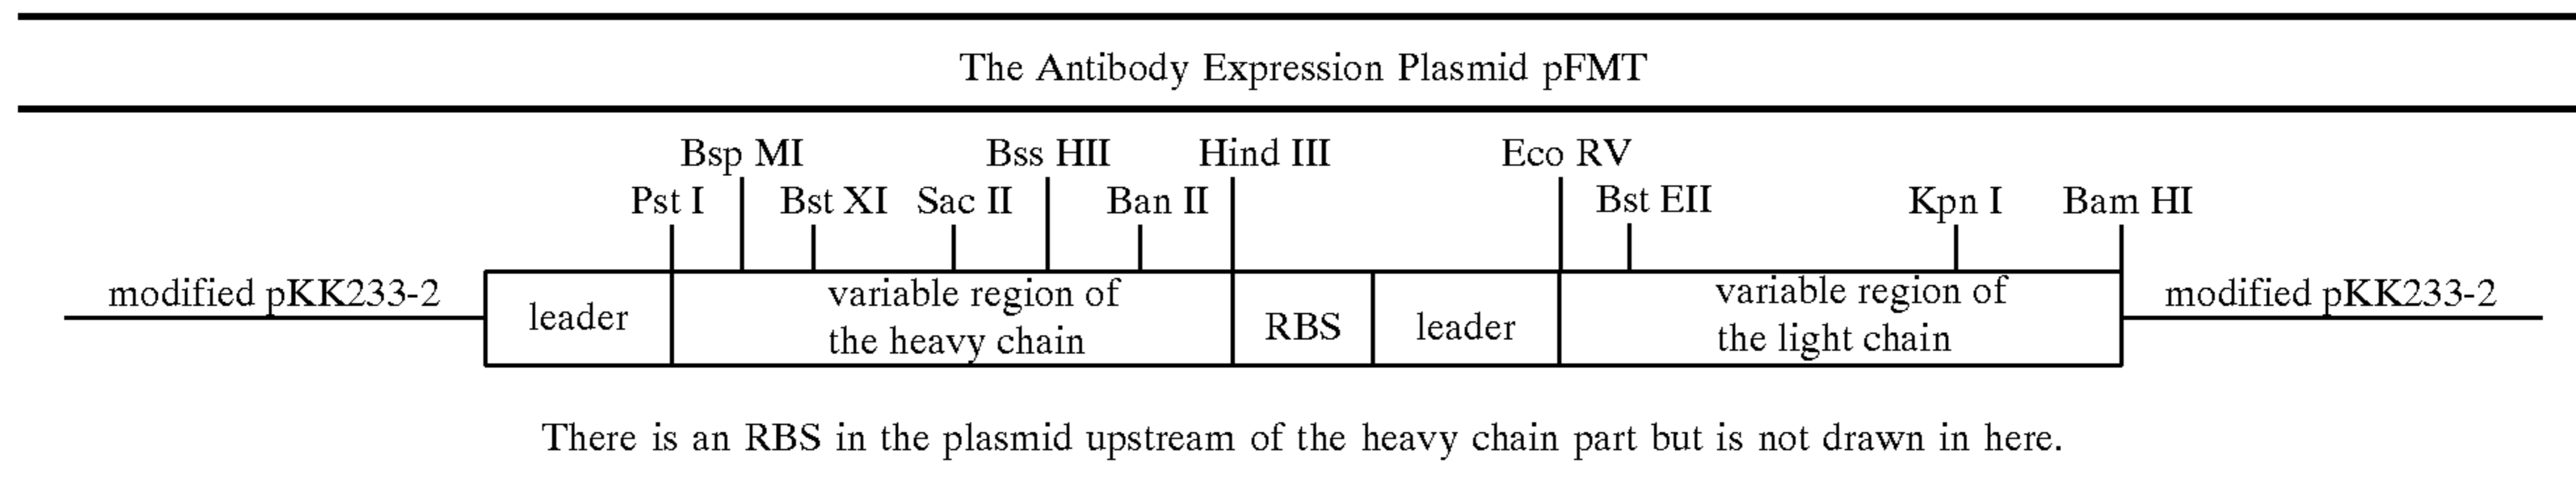 The Antibody Expression Plasmid pFMT
Bsp MI Bss HII Hind III Eco RV
Pst I Bst XI Sac II Ban II Bst EII Kpn I Bam HI
modified pKK233-2
leader
variable region of
the heavy chain
RBS
leader
variable region of
the light chain
modified pKK233-2
There is an RBS in the plasmid upstream of the heavy chain part but is not drawn in here.